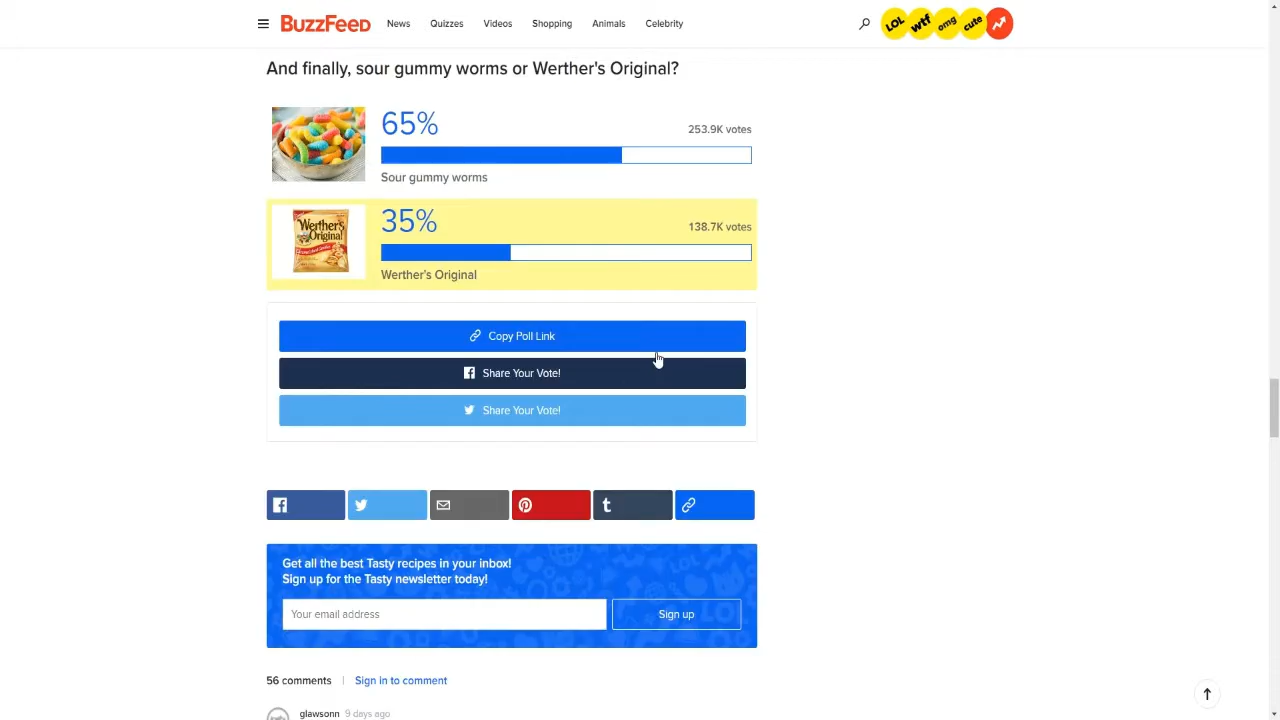 BuzzFeed News Quizzes Videos Shopping Animals Celebrity LOL wtf omg cute
And finally, sour gummy worms or Werther's Original?
65%
253.9K votes
Sour gummy worms
Werther's Original
35%
138.7K votes
Werther's Original
Copy Poll Link
Share Your Vote!
Share Your Vote!
Get all the best Tasty recipes in your inbox!
Sign up for the Tasty newsletter today!
Your email address
Sign up
56 comments | Sign in to comment
glawsonn 9 days ago